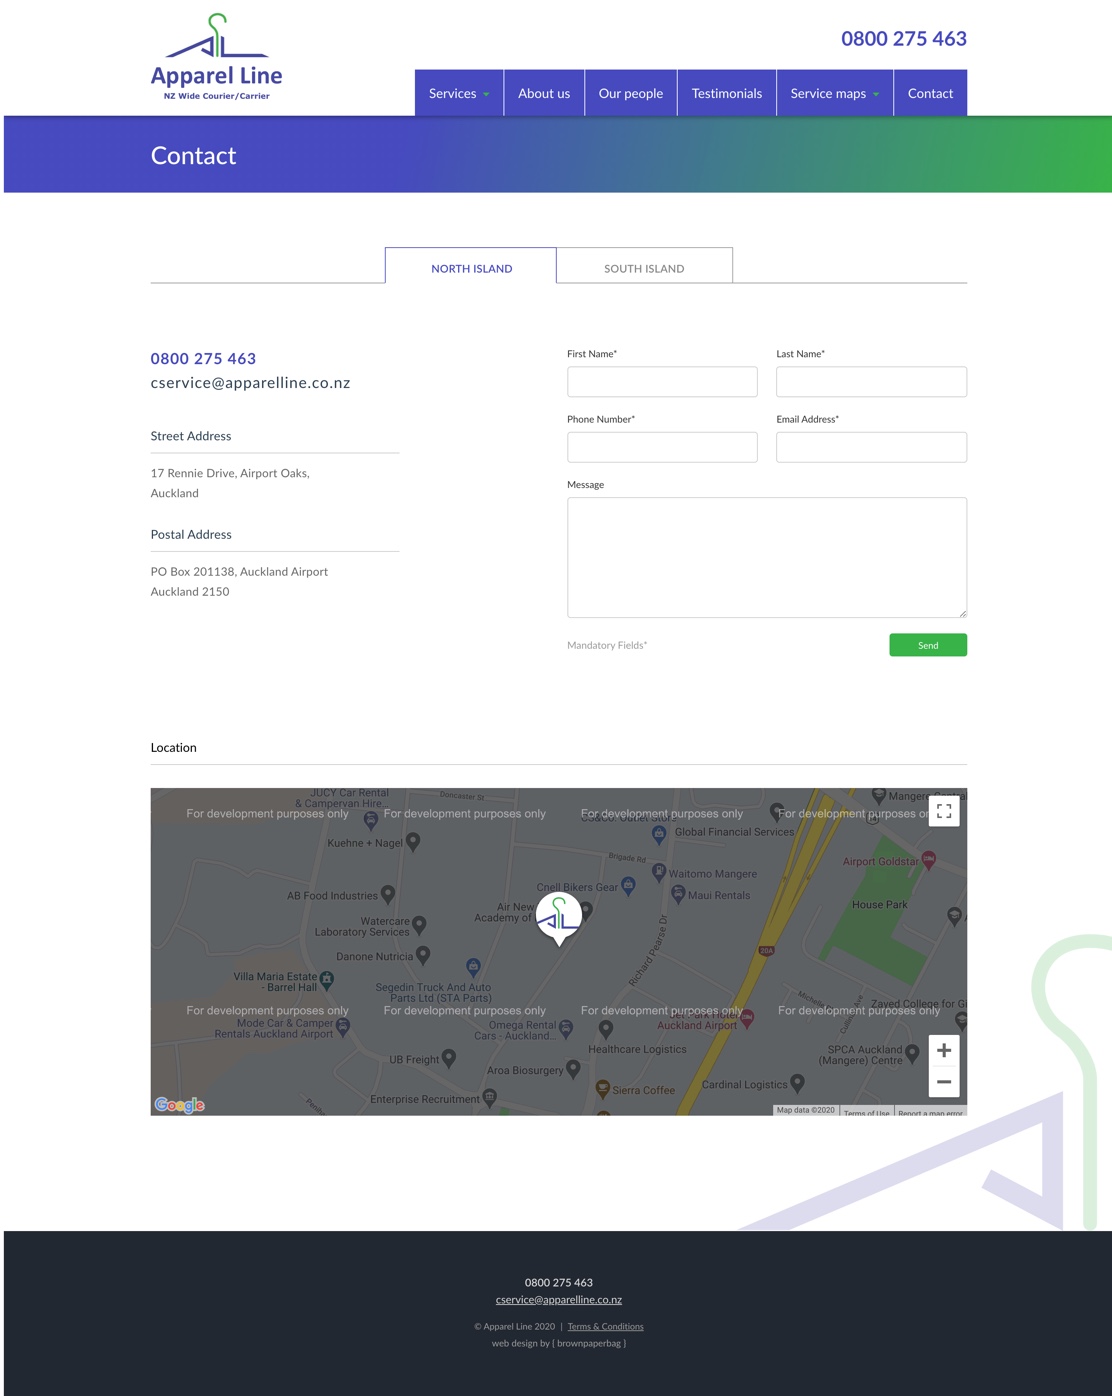 Apparel Line
NZ Wide Courier/Carrier
0800 275 463
Services
About us
Our people
Testimonials
Service maps
Contact
Contact
NORTH ISLAND
SOUTH ISLAND
0800 275 463
cservice@apparelline.co.nz
Street Address
17 Rennie Drive, Airport Oaks,
Auckland
Postal Address
PO Box 201138, Auckland Airport
Auckland 2150
First Name*
Last Name*
Phone Number*
Email Address*
Message
Mandatory Fields*
Send
Location
JUCY Car Rental
& Campervan Hire...
Doncaster St
For development purposes only
For development purposes only
For development purposes only
For development purposes on
Kuehne + Nagel
Global Financial Services
Brigade Rd
Airport Goldstar
Waitomo Mangere
Cnell Bikers Gear
Maui Rentals
AB Food Industries
House Park
Air New
Academy of
Watercare
Laboratory Services
Richard Pearse Dr
Danone Nutricia
20A
Villa Maria Estate
- Barrel Hall
Segedin Truck And Auto
Parts Ltd (STA Parts)
Zayed College for Gi
For development purposes only
For development purposes only
For development purposes only
For development purposes only
Mode Car & Camper
Rentals Auckland Airport
Omega Rental
Cars - Auckland...
Jet Park Hotel
Auckland Airport
Healthcare Logistics
SPCA Auckland
(Mangere) Centre
UB Freight
Aroa Biosurgery
Sierra Coffee
Cardinal Logistics
Enterprise Recruitment
Google
Map data ©2020
Terms of Use
Report a map error
0800 275 463
cservice@apparelline.co.nz
© Apparel Line 2020 | Terms & Conditions
web design by { brownpaperbag }